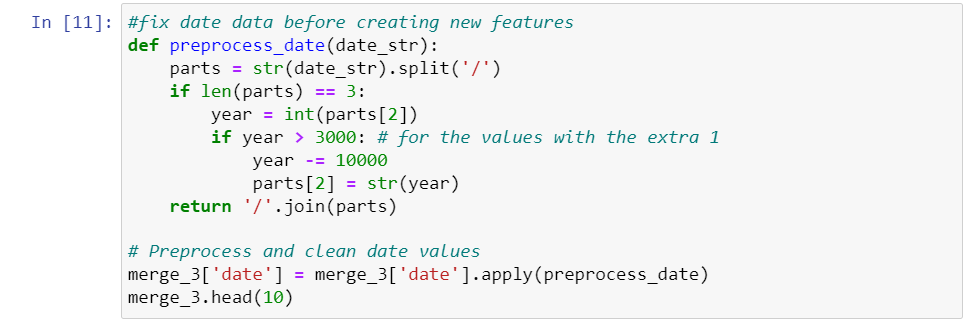 In [11]: #fix date data before creating new features
def preprocess_date(date_str):
    parts = str(date_str).split('/')
    if len(parts) == 3:
        year = int(parts[2])
        if year > 3000: # for the values with the extra 1
            year -= 10000
            parts[2] = str(year)
    return '/'.join(parts)

# Preprocess and clean date values
merge_3['date'] = merge_3['date'].apply(preprocess_date)
merge_3.head(10)